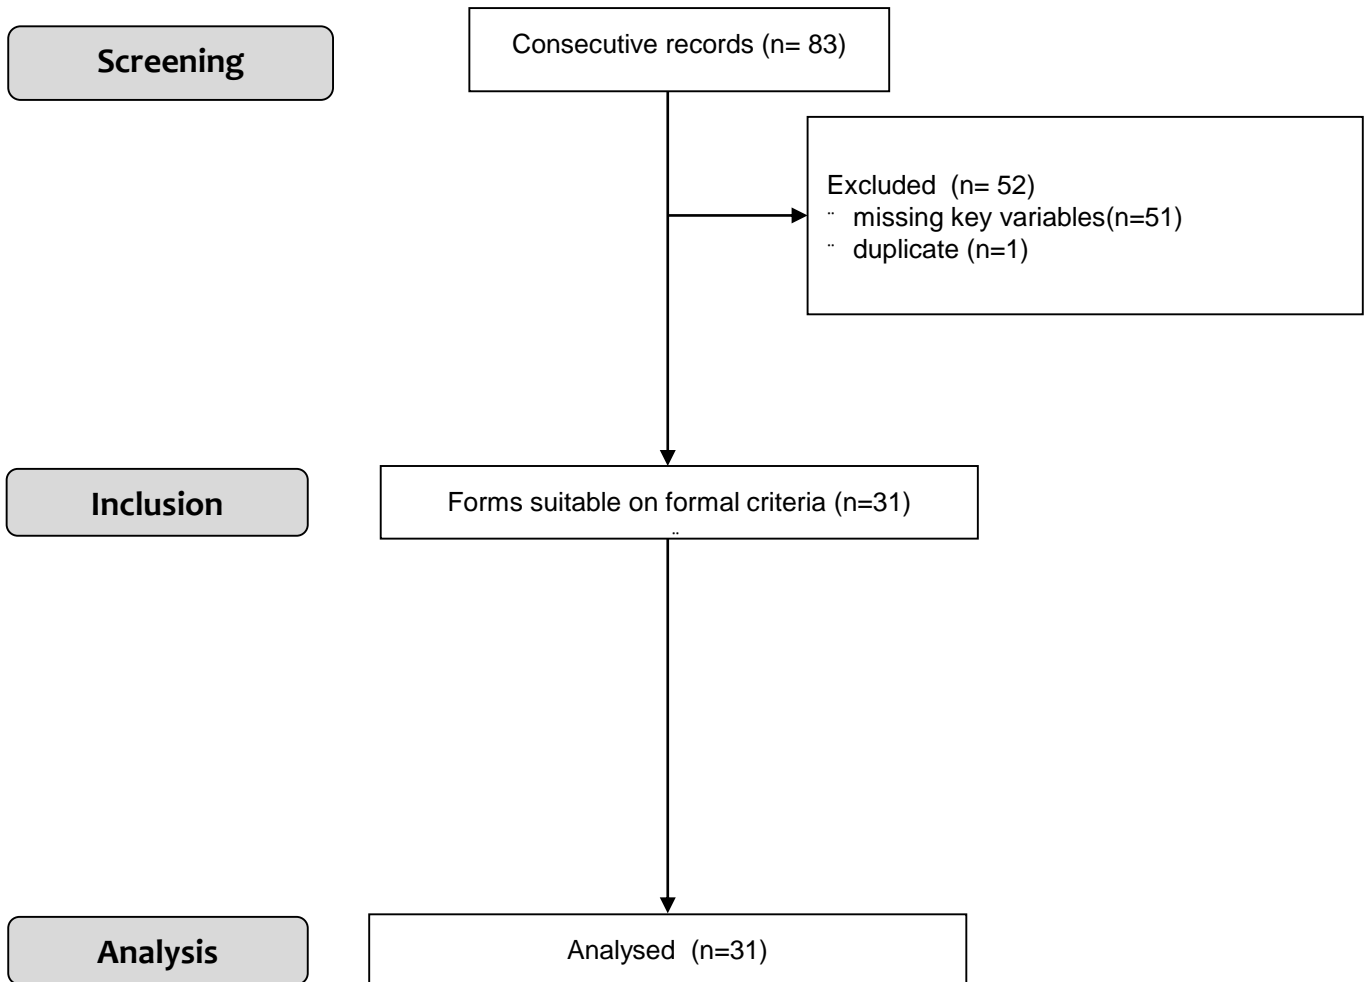 Screening
Consecutive records (n= 83)
Excluded  (n= 52)
¨ missing key variables(n=51)
¨ duplicate (n=1)
Inclusion
Forms suitable on formal criteria (n=31)
¨
Analysis
Analysed  (n=31)